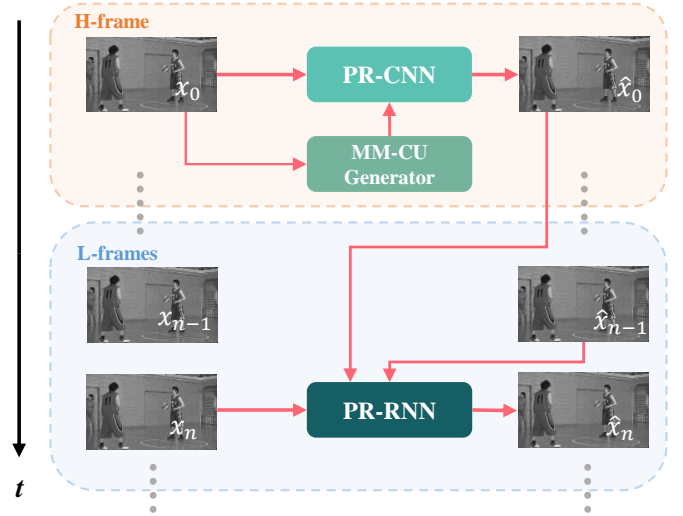 H-frame
x₀
PR-CNN
x̂₀
MM-CU
Generator
L-frames
xₙ₋₁
x̂ₙ₋₁
xₙ
PR-RNN
x̂ₙ
t